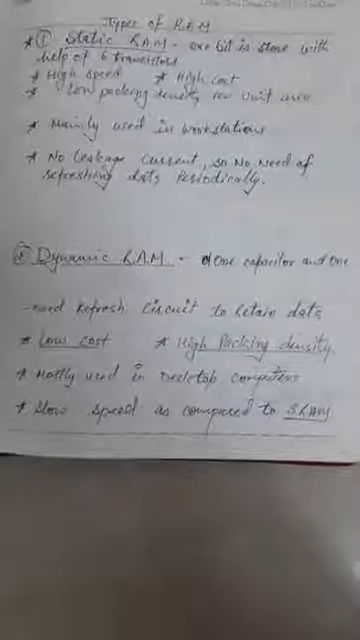 Types of RAM
* ① Static RAM - one bit is store with
help of 6 transistors
* High Speed * High cost
* Low packing density per unit area
* Mainly used in workstations
* No Leakage current, so No Need of
refreshing data Periodically.
② Dynamic RAM - One capacitor and one
-need Refresh Circuit to Retain data
* Low cost * High Packing density.
* Mostly used in Desktop computers
* Slow speed as compared to SRAM